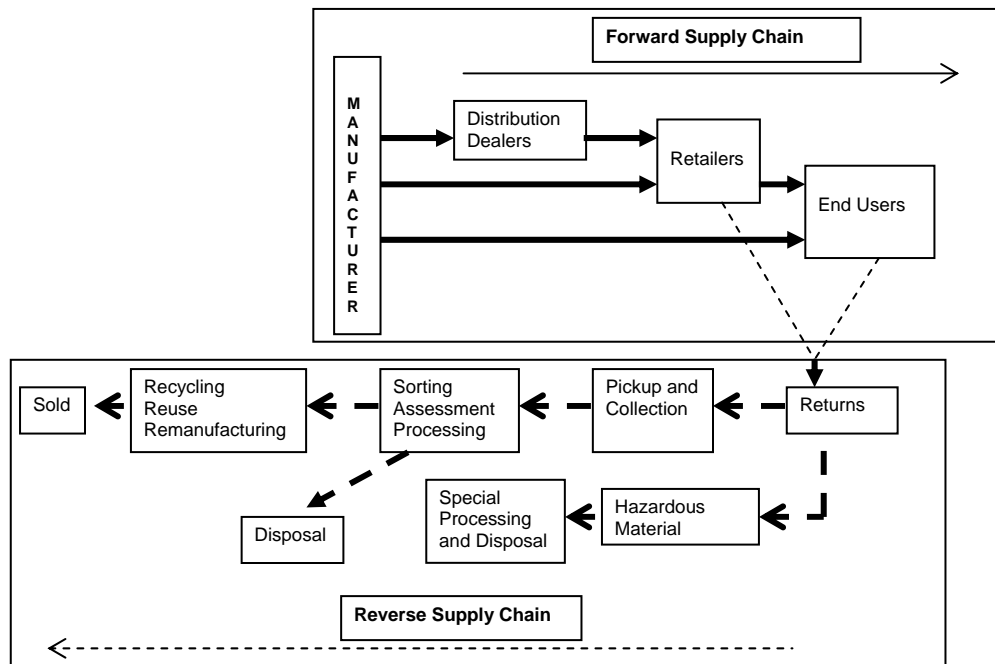 Forward Supply Chain
M
A
N
U
F
A
C
T
U
R
E
R
Distribution
Dealers
Retailers
End Users
Sold
Recycling
Reuse
Remanufacturing
Sorting
Assessment
Processing
Pickup and
Collection
Returns
Disposal
Special
Processing
and Disposal
Hazardous
Material
Reverse Supply Chain